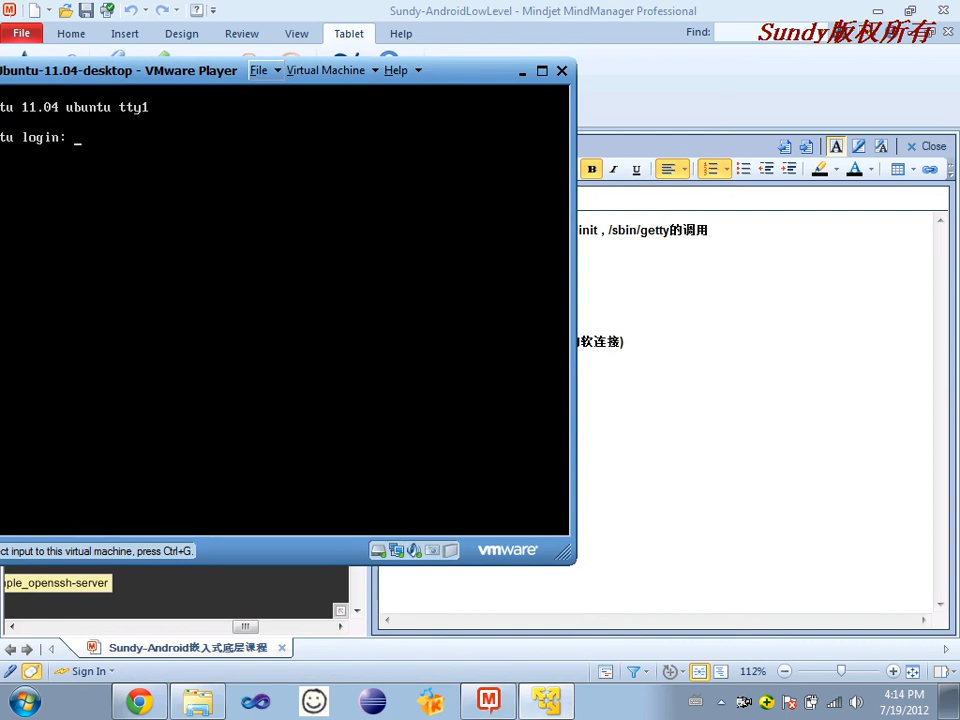 Sundy-AndroidLowLevel - Mindjet MindManager Professional
File Home Insert Design Review View Tablet Help Find:
Sundy版权所有
buntu-11.04-desktop - VMware Player File Virtual Machine Help
tu 11.04 ubuntu tty1
tu login: _
Close
B I U
init , /sbin/getty的调用
软连接)
ct input to this virtual machine, press Ctrl+G.
vmware
ple_openssh-server
Sundy-Android嵌入式底层课程
Sign In
112%
4:14 PM
7/19/2012